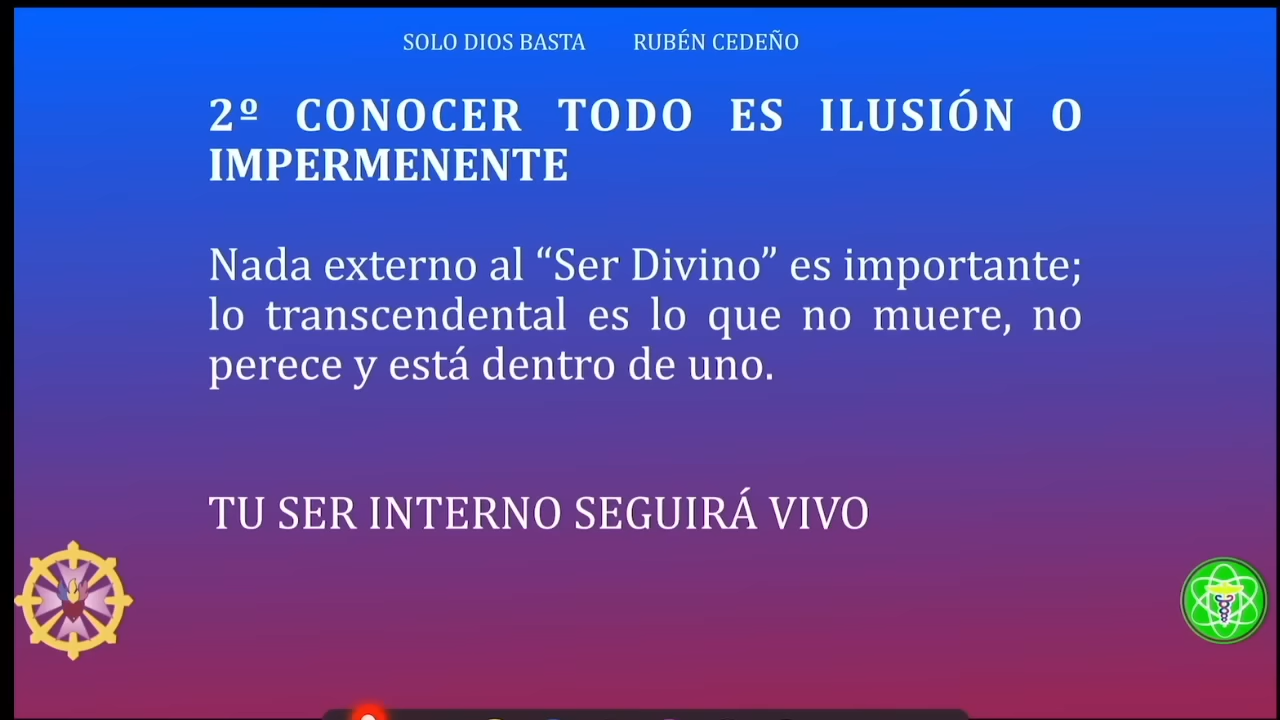 SOLO DIOS BASTA RUBÉN CEDEÑO
2º CONOCER TODO ES ILUSIÓN O
IMPERMENENTE
Nada externo al “Ser Divino” es importante;
lo transcendental es lo que no muere, no
perece y está dentro de uno.
TU SER INTERNO SEGUIRÁ VIVO